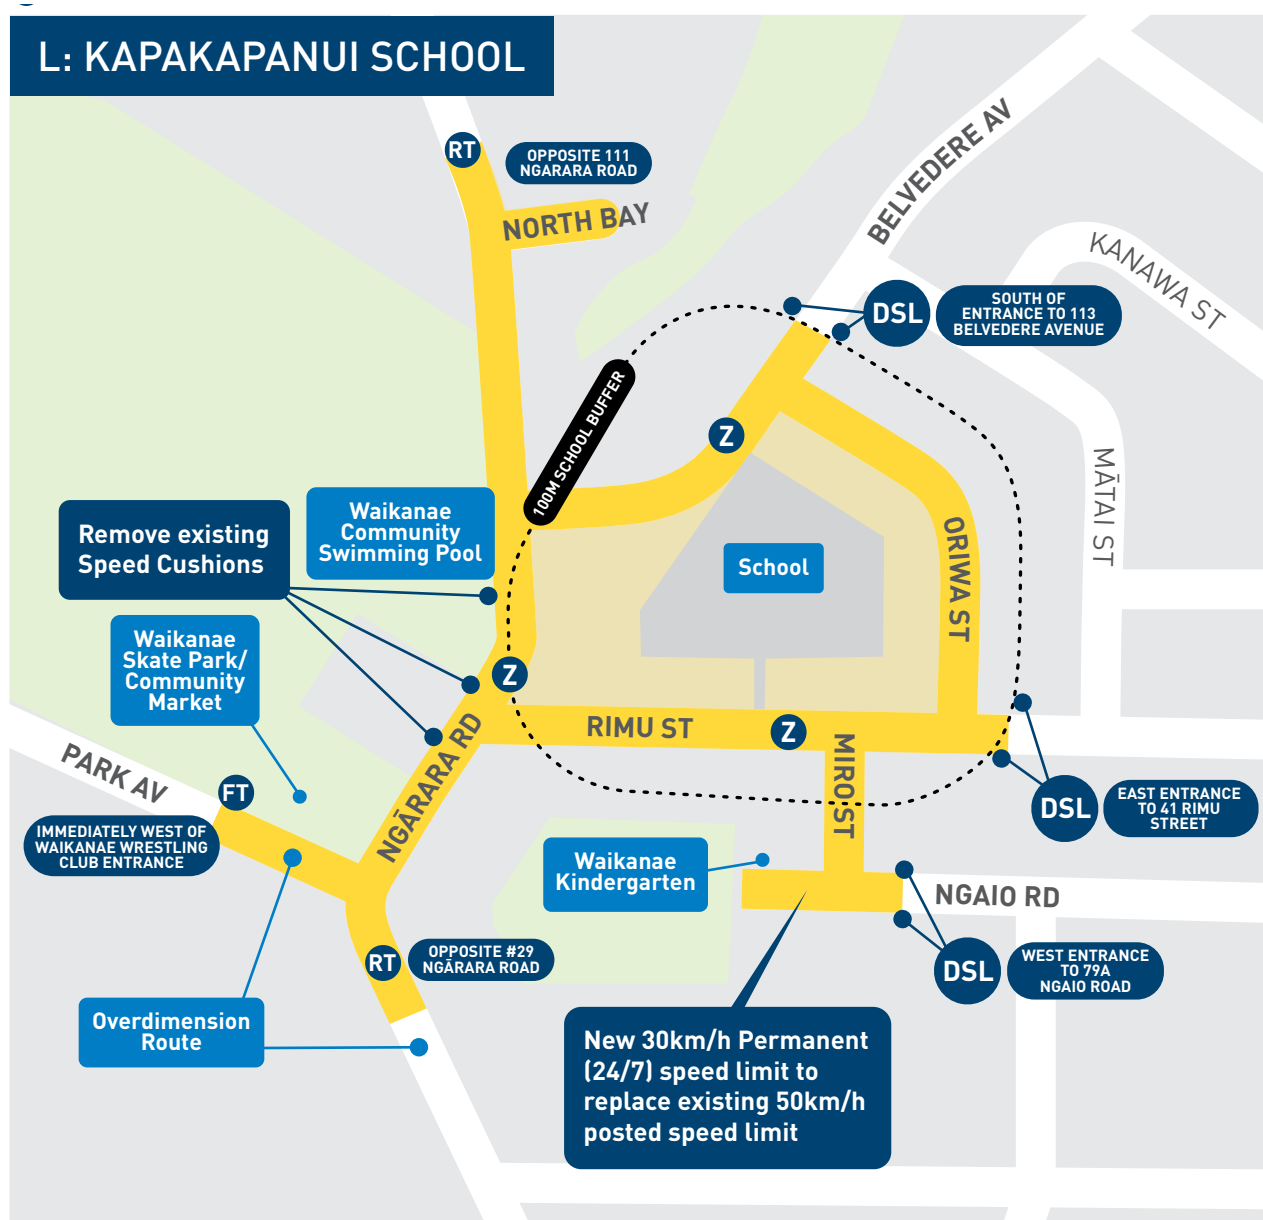 L: KAPAKAPANUI SCHOOL
RT
OPPOSITE 111
NGARARA ROAD
NORTH BAY
BELVEDERE AV
KANAWA ST
DSL
SOUTH OF
ENTRANCE TO 113
BELVEDERE AVENUE
100M SCHOOL BUFFER
Z
MĀTAI ST
Remove existing
Speed Cushions
Waikanae
Community
Swimming Pool
School
ORIWA ST
Waikanae
Skate Park/
Community
Market
Z
RIMU ST
Z
MIRO ST
NGĀRARA RD
PARK AV
FT
IMMEDIATELY WEST OF
WAIKANAE WRESTLING
CLUB ENTRANCE
DSL
EAST ENTRANCE
TO 41 RIMU
STREET
Waikanae
Kindergarten
NGAIO RD
RT
OPPOSITE #29
NGĀRARA ROAD
DSL
WEST ENTRANCE
TO 79A
NGAIO ROAD
Overdimension
Route
New 30km/h Permanent
(24/7) speed limit to
replace existing 50km/h
posted speed limit